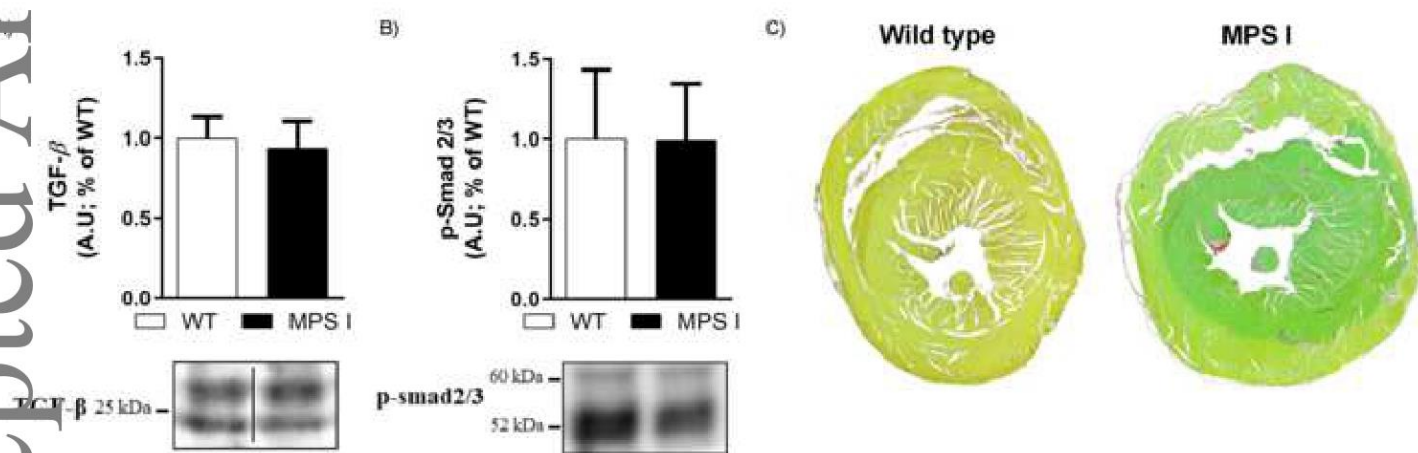 B)
C)
Wild type
MPS I
TGF-β
(A.U; % of WT)
1.5
1.0
0.5
0.0
WT
MPS I
p-Smad 2/3
(A.U; % of WT)
1.5
1.0
0.5
0.0
WT
MPS I
TGF-β 25 kDa
p-smad2/3
60 kDa
52 kDa